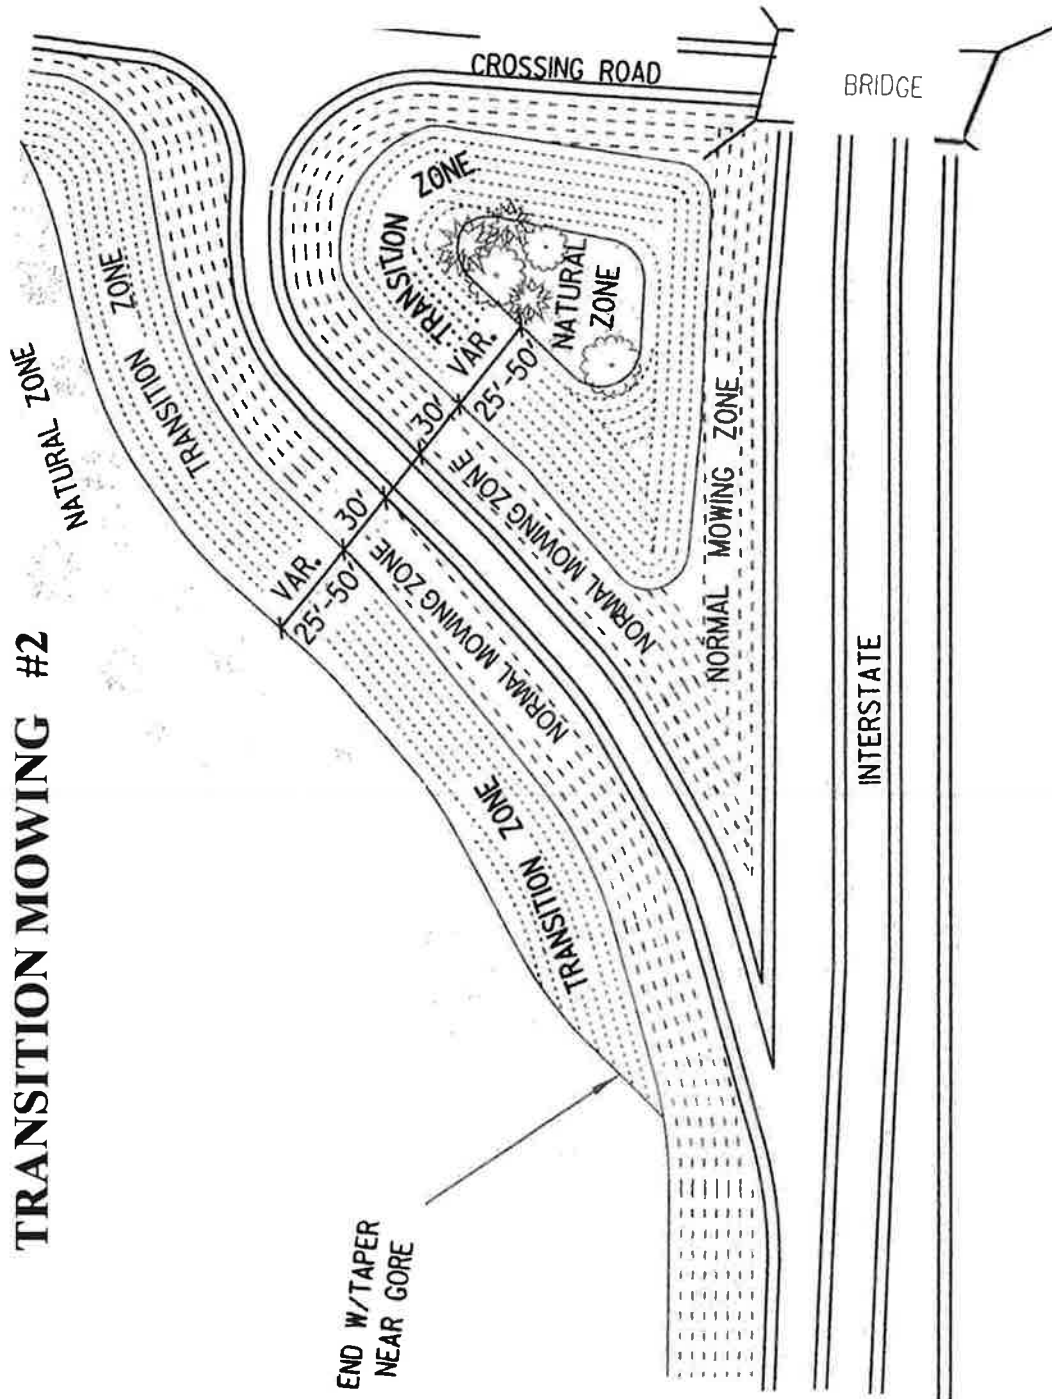 TRANSITION MOWING #2
NATURAL ZONE
TRANSITION ZONE
VAR.
25'-50'
30'
NORMAL MOWING ZONE
TRANSITION ZONE
END W/TAPER
NEAR GORE
CROSSING ROAD
BRIDGE
TRANSITION ZONE
NATURAL
ZONE
VAR.
25'-50'
30'
NORMAL MOWING ZONE
NORMAL MOWING ZONE
INTERSTATE